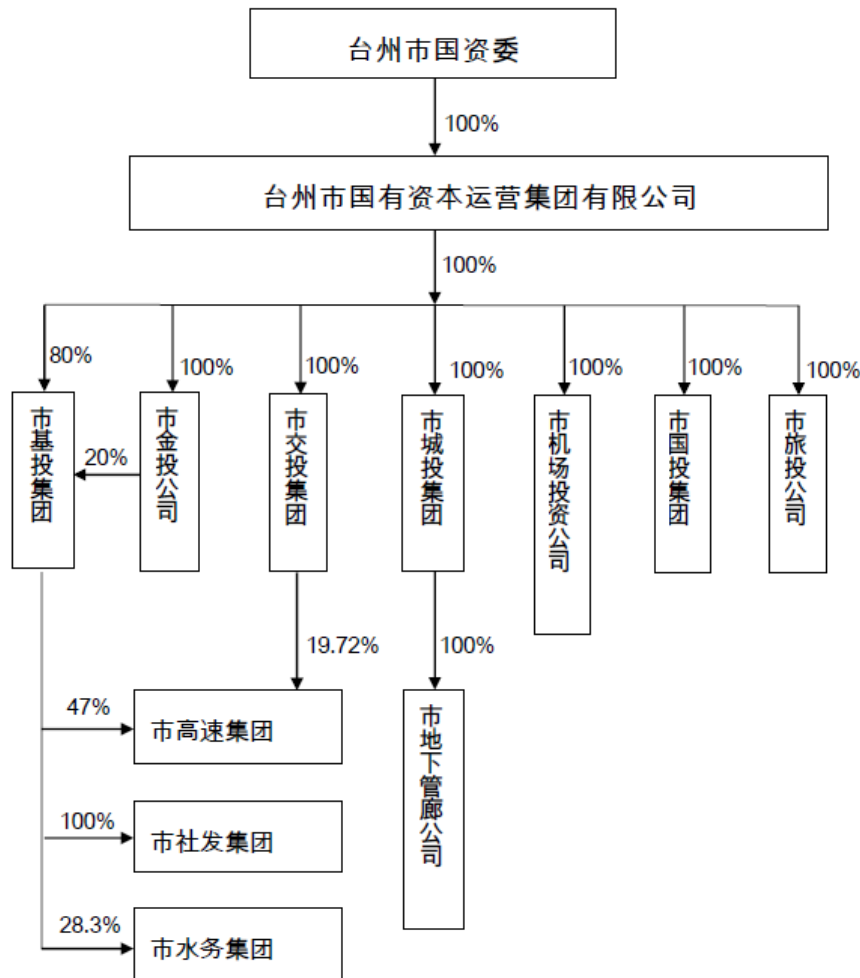 台州市国资委
100%
台州市国有资本运营集团有限公司
100%
80%
100%
100%
100%
100%
100%
100%
市基投集团
20%
市金投公司
市交投集团
市城投集团
市机场投资公司
市国投集团
市旅投公司
19.72%
100%
47%
市高速集团
市地下管廊公司
100%
市社发集团
28.3%
市水务集团